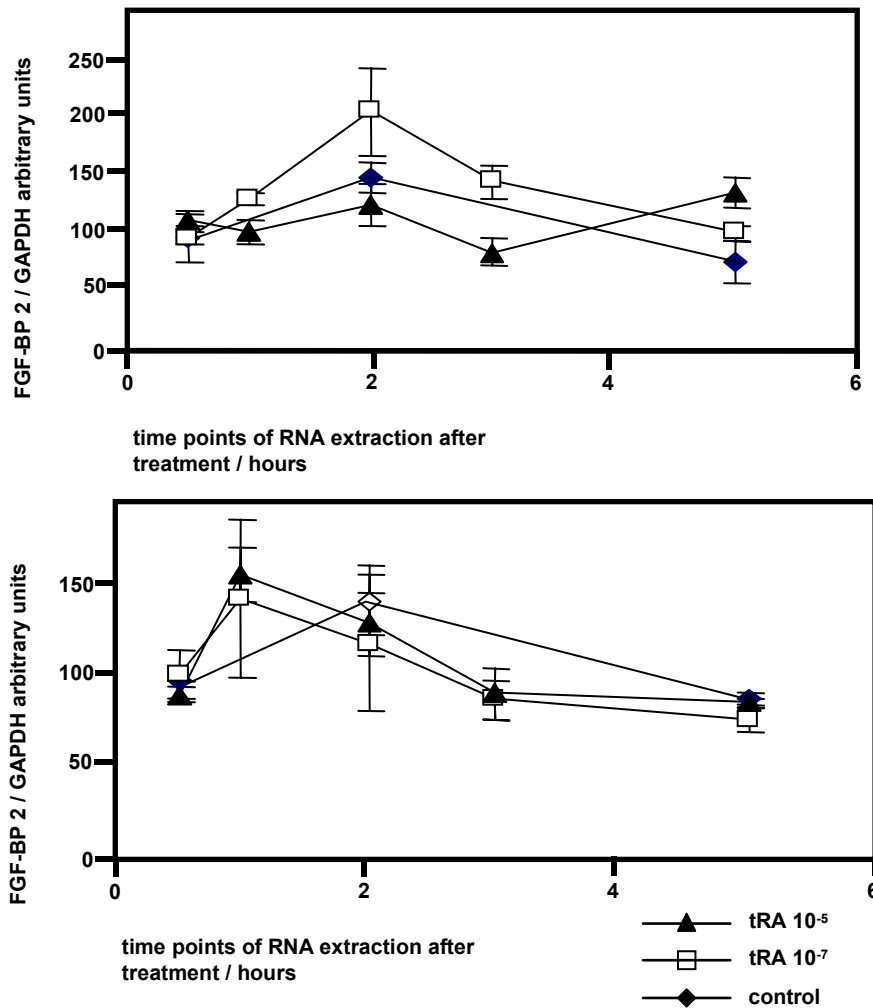 FGF-BP 2 / GAPDH arbitrary units
250
200
150
100
50
0
0
2
4
6
time points of RNA extraction after
treatment / hours
FGF-BP 2 / GAPDH arbitrary units
150
100
50
0
0
2
4
6
time points of RNA extraction after
treatment / hours
tRA 10⁻⁵
tRA 10⁻⁷
control